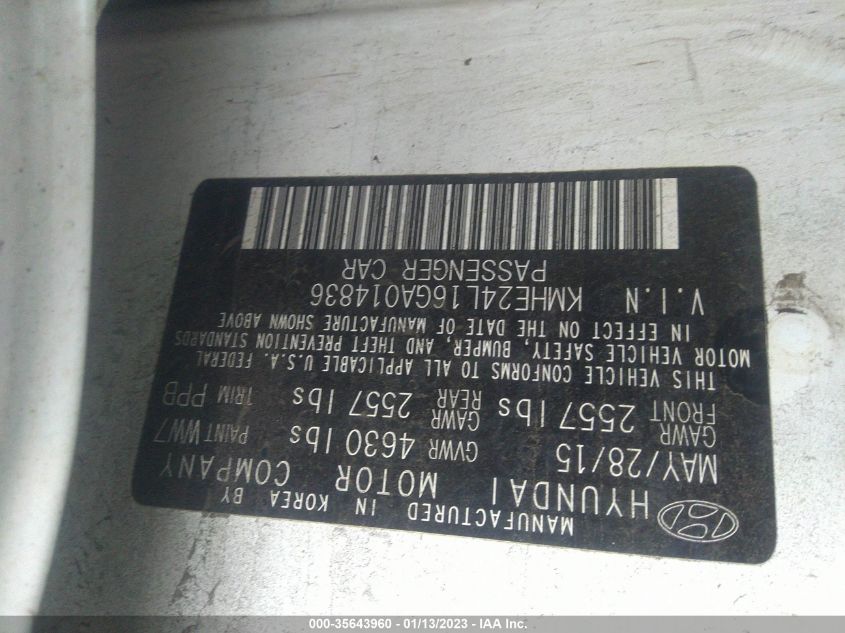 MANUFACTURED IN KOREA BY
HYUNDAI MOTOR COMPANY
MAY/28/15 GVWR 4630 lbs PAINT WW7
GAWR FRONT 2557 lbs GAWR REAR 2557 lbs TRIM PPB
THIS VEHICLE CONFORMS TO ALL APPLICABLE U.S.A. FEDERAL
MOTOR VEHICLE SAFETY, BUMPER, AND THEFT PREVENTION STANDARDS
IN EFFECT ON THE DATE OF MANUFACTURE SHOWN ABOVE
V.I.N KMHE24L16GA014836
PASSENGER CAR
000-35643960 - 01/13/2023 - IAA Inc.